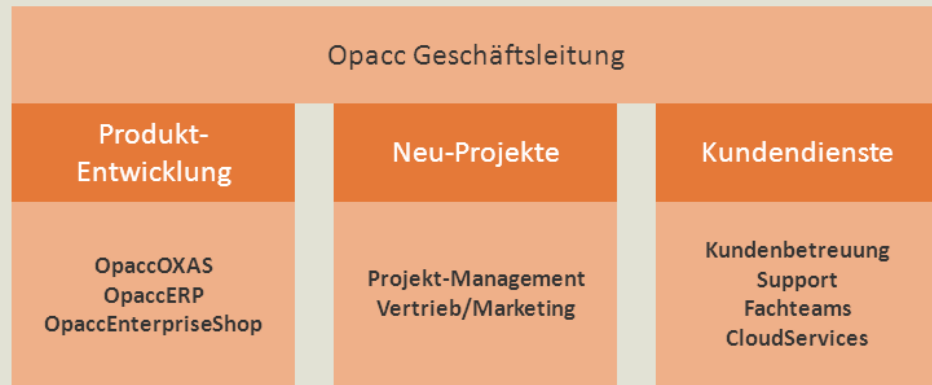 Opacc Geschäftsleitung
Produkt-
Entwicklung
OpaccOXAS
OpaccERP
OpaccEnterpriseShop
Neu-Projekte
Projekt-Management
Vertrieb/Marketing
Kundendienste
Kundenbetreuung
Support
Fachteams
CloudServices